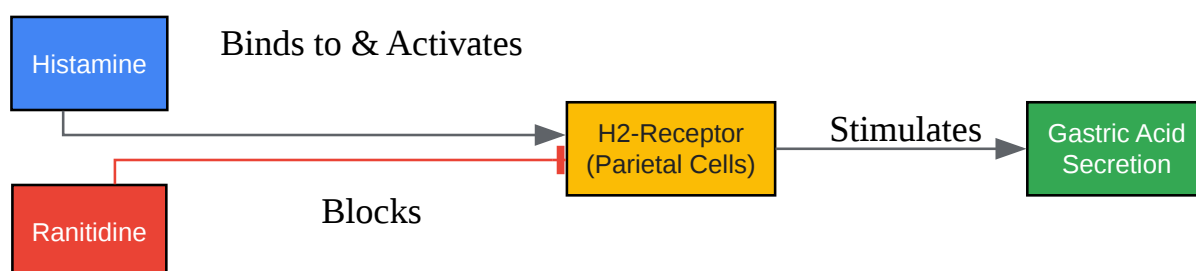 Histamine
Binds to & Activates
H2-Receptor
(Parietal Cells)
Stimulates
Gastric Acid
Secretion
Blocks
Ranitidine